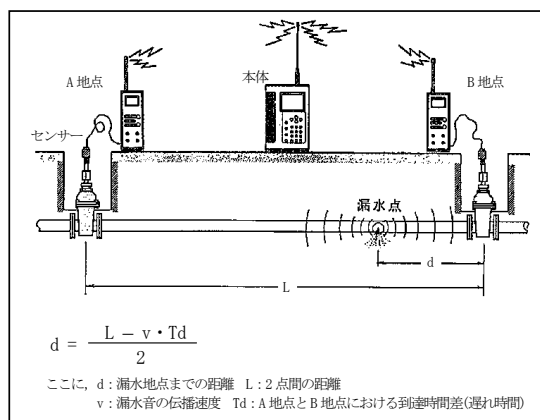 A地点
本体
B地点
センサー
漏水点
d
L
d = L − v・Td / 2
ここに，d：漏水地点までの距離 L：2点間の距離
v：漏水音の伝播速度 Td：A地点とB地点における到達時間差(遅れ時間)